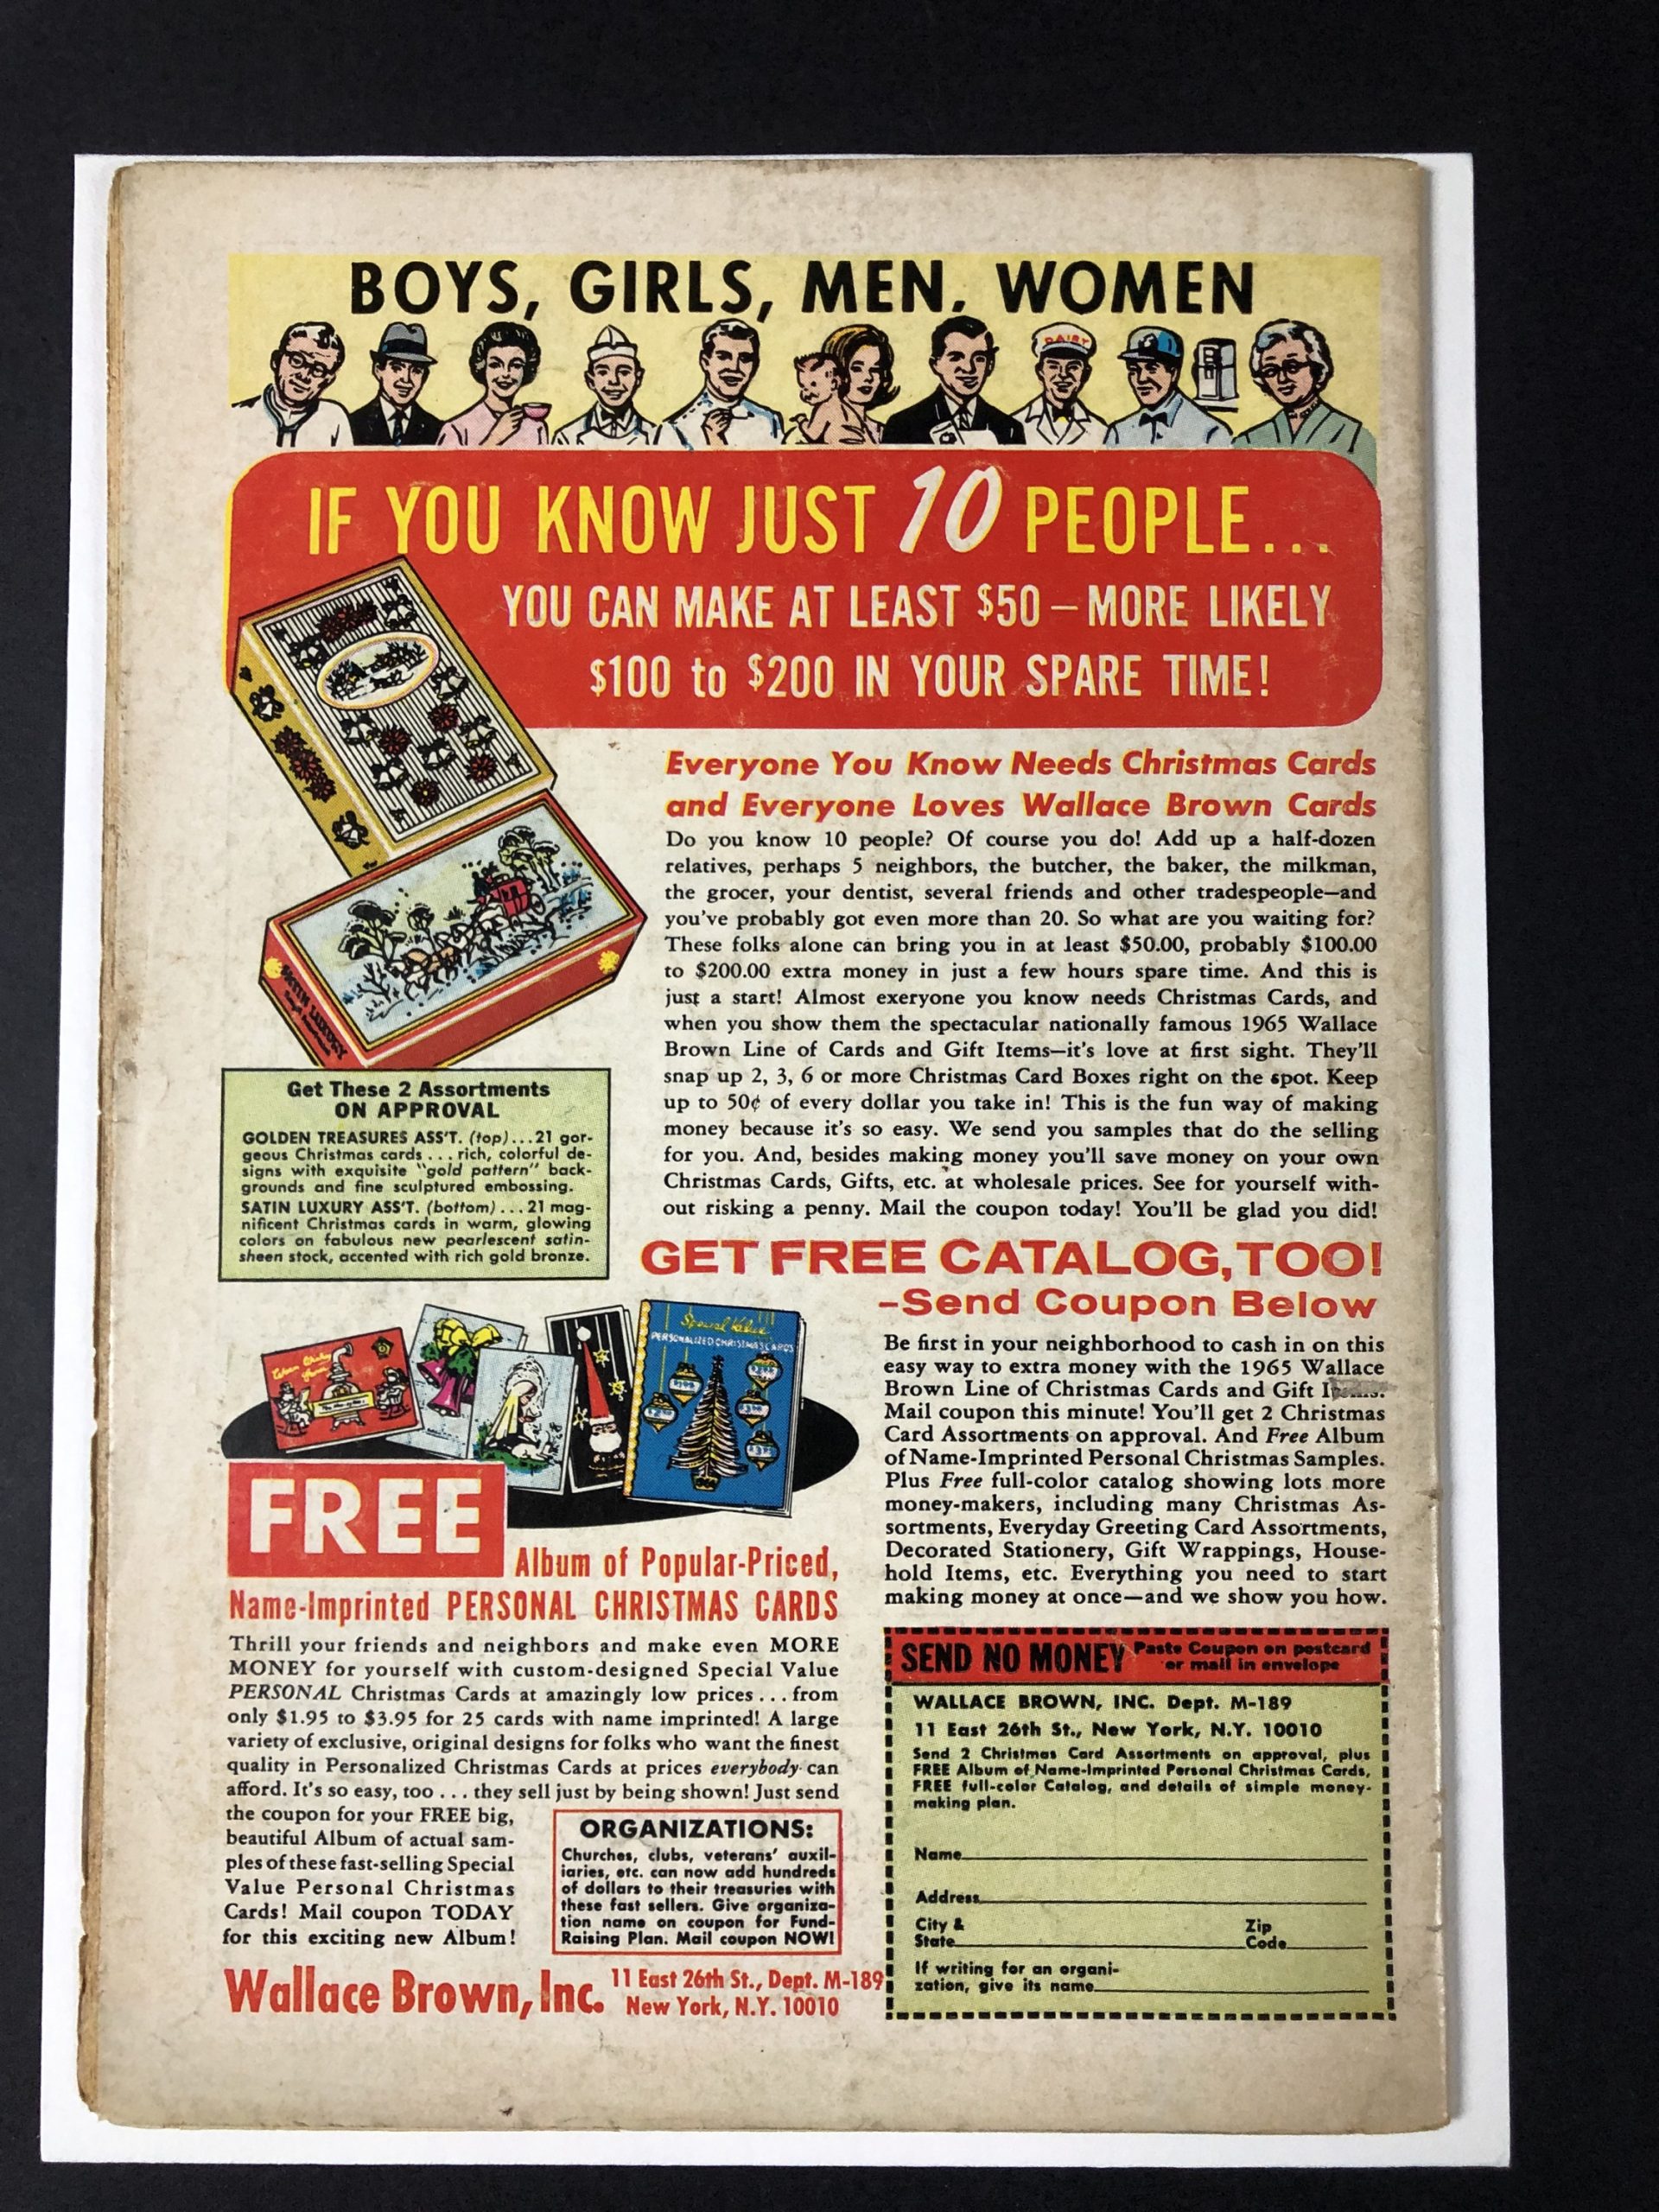 BOYS, GIRLS, MEN, WOMEN
DAIRY
IF YOU KNOW JUST 10 PEOPLE...
YOU CAN MAKE AT LEAST $50 – MORE LIKELY
$100 to $200 IN YOUR SPARE TIME!
Everyone You Know Needs Christmas Cards
and Everyone Loves Wallace Brown Cards
Do you know 10 people? Of course you do! Add up a half-dozen
relatives, perhaps 5 neighbors, the butcher, the baker, the milkman,
the grocer, your dentist, several friends and other tradespeople—and
you've probably got even more than 20. So what are you waiting for?
These folks alone can bring you in at least $50.00, probably $100.00
to $200.00 extra money in just a few hours spare time. And this is
just a start! Almost exeryone you know needs Christmas Cards, and
when you show them the spectacular nationally famous 1965 Wallace
Brown Line of Cards and Gift Items—it's love at first sight. They'll
snap up 2, 3, 6 or more Christmas Card Boxes right on the spot. Keep
up to 50¢ of every dollar you take in! This is the fun way of making
money because it's so easy. We send you samples that do the selling
for you. And, besides making money you'll save money on your own
Christmas Cards, Gifts, etc. at wholesale prices. See for yourself with-
out risking a penny. Mail the coupon today! You'll be glad you did!
SATIN LUXURY
Get These 2 Assortments
ON APPROVAL
GOLDEN TREASURES ASS'T. (top)...21 gor-
geous Christmas cards...rich, colorful de-
signs with exquisite "gold pattern" back-
grounds and fine sculptured embossing.
SATIN LUXURY ASS'T. (bottom)...21 mag-
nificent Christmas cards in warm, glowing
colors on fabulous new pearlescent satin-
sheen stock, accented with rich gold bronze.
GET FREE CATALOG, TOO!
–Send Coupon Below
Be first in your neighborhood to cash in on this
easy way to extra money with the 1965 Wallace
Brown Line of Christmas Cards and Gift
Mail coupon this minute! You'll get 2 Christmas
Card Assortments on approval. And Free Album
of Name-Imprinted Personal Christmas Samples.
Plus Free full-color catalog showing lots more
money-makers, including many Christmas As-
sortments, Everyday Greeting Card Assortments,
Decorated Stationery, Gift Wrappings, House-
hold Items, etc. Everything you need to start
making money at once—and we show you how.
Special Value
PERSONALIZED CHRISTMAS CARDS
FREE
Album of Popular-Priced,
Name-Imprinted PERSONAL CHRISTMAS CARDS
Thrill your friends and neighbors and make even MORE
MONEY for yourself with custom-designed Special Value
PERSONAL Christmas Cards at amazingly low prices...from
only $1.95 to $3.95 for 25 cards with name imprinted! A large
variety of exclusive, original designs for folks who want the finest
quality in Personalized Christmas Cards at prices everybody can
afford. It's so easy, too...they sell just by being shown! Just send
the coupon for your FREE big,
beautiful Album of actual sam-
ples of these fast-selling Special
Value Personal Christmas
Cards! Mail coupon TODAY
for this exciting new Album!
ORGANIZATIONS:
Churches, clubs, veterans' auxil-
iaries, etc. can now add hundreds
of dollars to their treasuries with
these fast sellers. Give organiza-
tion name on coupon for Fund-
Raising Plan. Mail coupon NOW!
Wallace Brown, Inc. 11 East 26th St., Dept. M-189
New York, N.Y. 10010
SEND NO MONEY Paste Coupon on postcard
or mail in envelope
WALLACE BROWN, INC. Dept. M-189
11 East 26th St., New York, N.Y. 10010
Send 2 Christmas Card Assortments on approval, plus
FREE Album of Name-Imprinted Personal Christmas Cards,
FREE full-color Catalog, and details of simple money-
making plan.
Name
Address
City & Zip
State Code
If writing for an organi-
zation, give its name